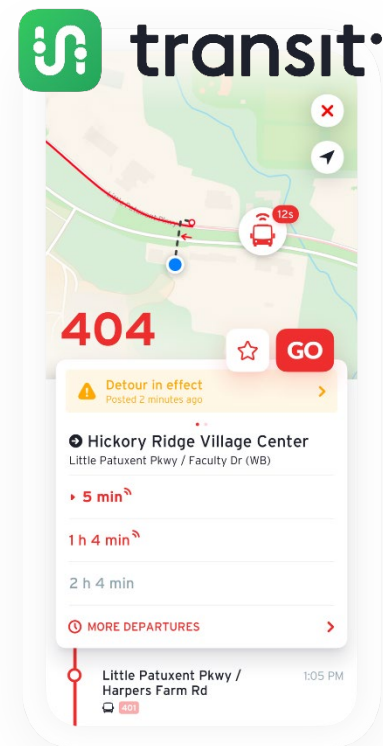 transit
12s
404
GO
Detour in effect
Posted 2 minutes ago
Hickory Ridge Village Center
Little Patuxent Pkwy / Faculty Dr (WB)
5 min
1 h 4 min
2 h 4 min
MORE DEPARTURES
Little Patuxent Pkwy /
Harpers Farm Rd
1:05 PM
401